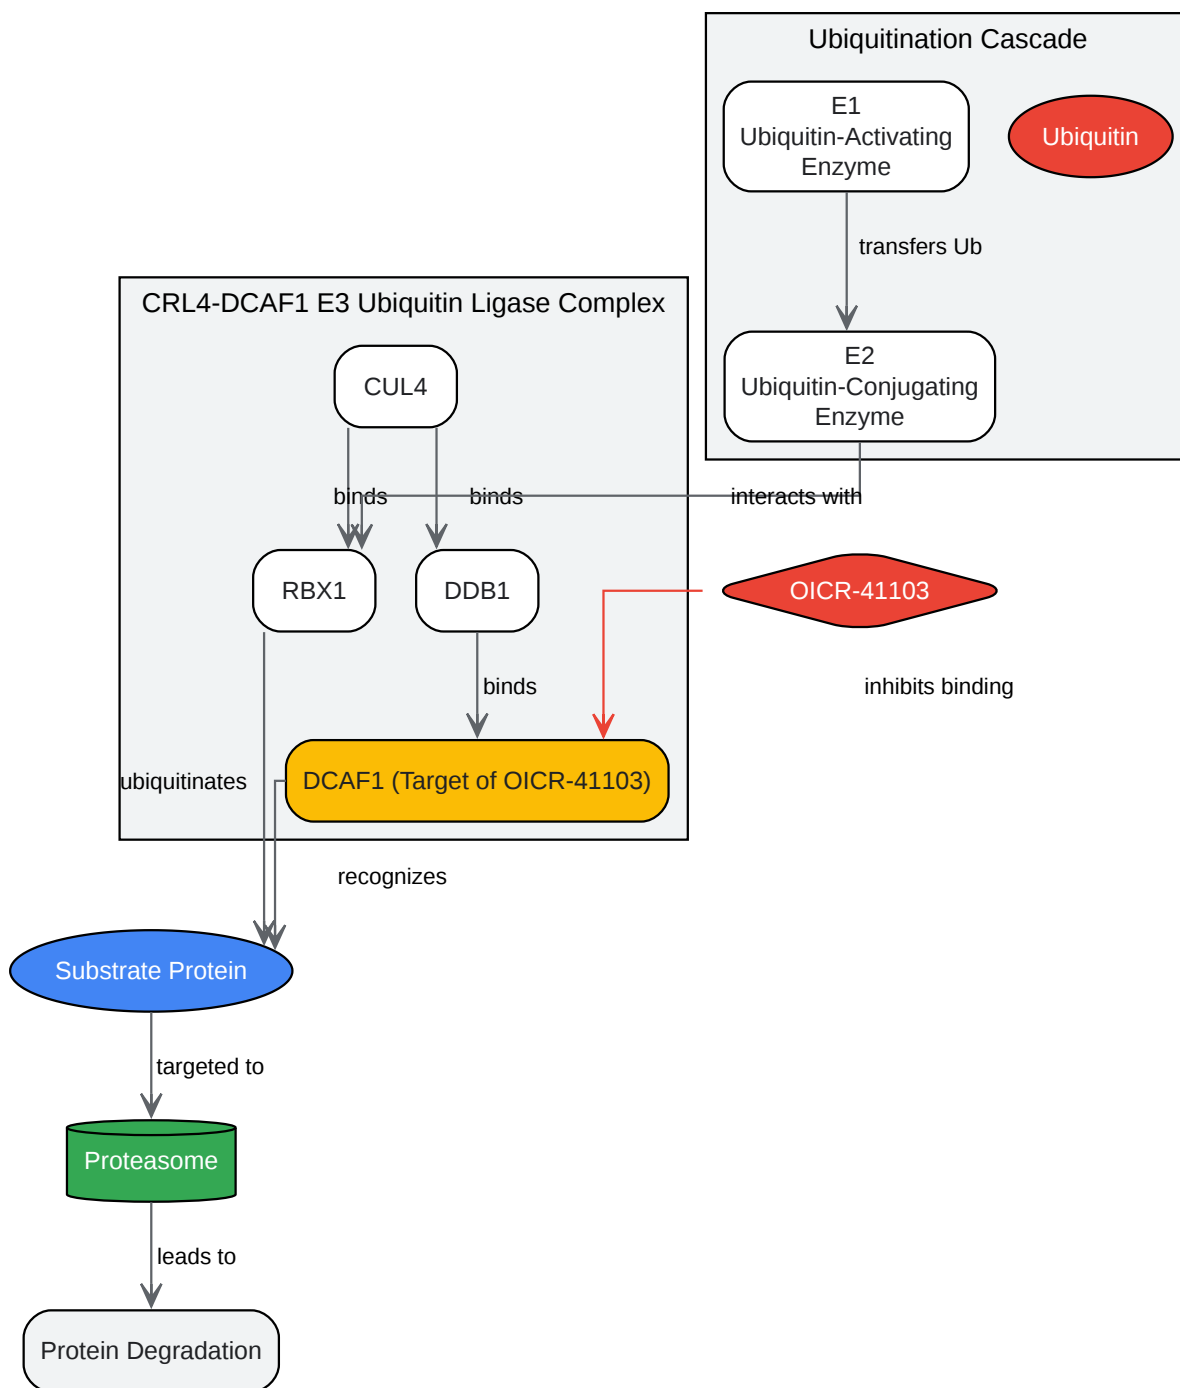 Ubiquitination Cascade
E1
Ubiquitin-Activating
Enzyme
Ubiquitin
transfers Ub
CRL4-DCAF1 E3 Ubiquitin Ligase Complex
E2
Ubiquitin-Conjugating
Enzyme
CUL4
binds
binds
interacts with
RBX1
DDB1
OICR-41103
binds
inhibits binding
ubiquitinates
DCAF1 (Target of OICR-41103)
recognizes
Substrate Protein
targeted to
Proteasome
leads to
Protein Degradation